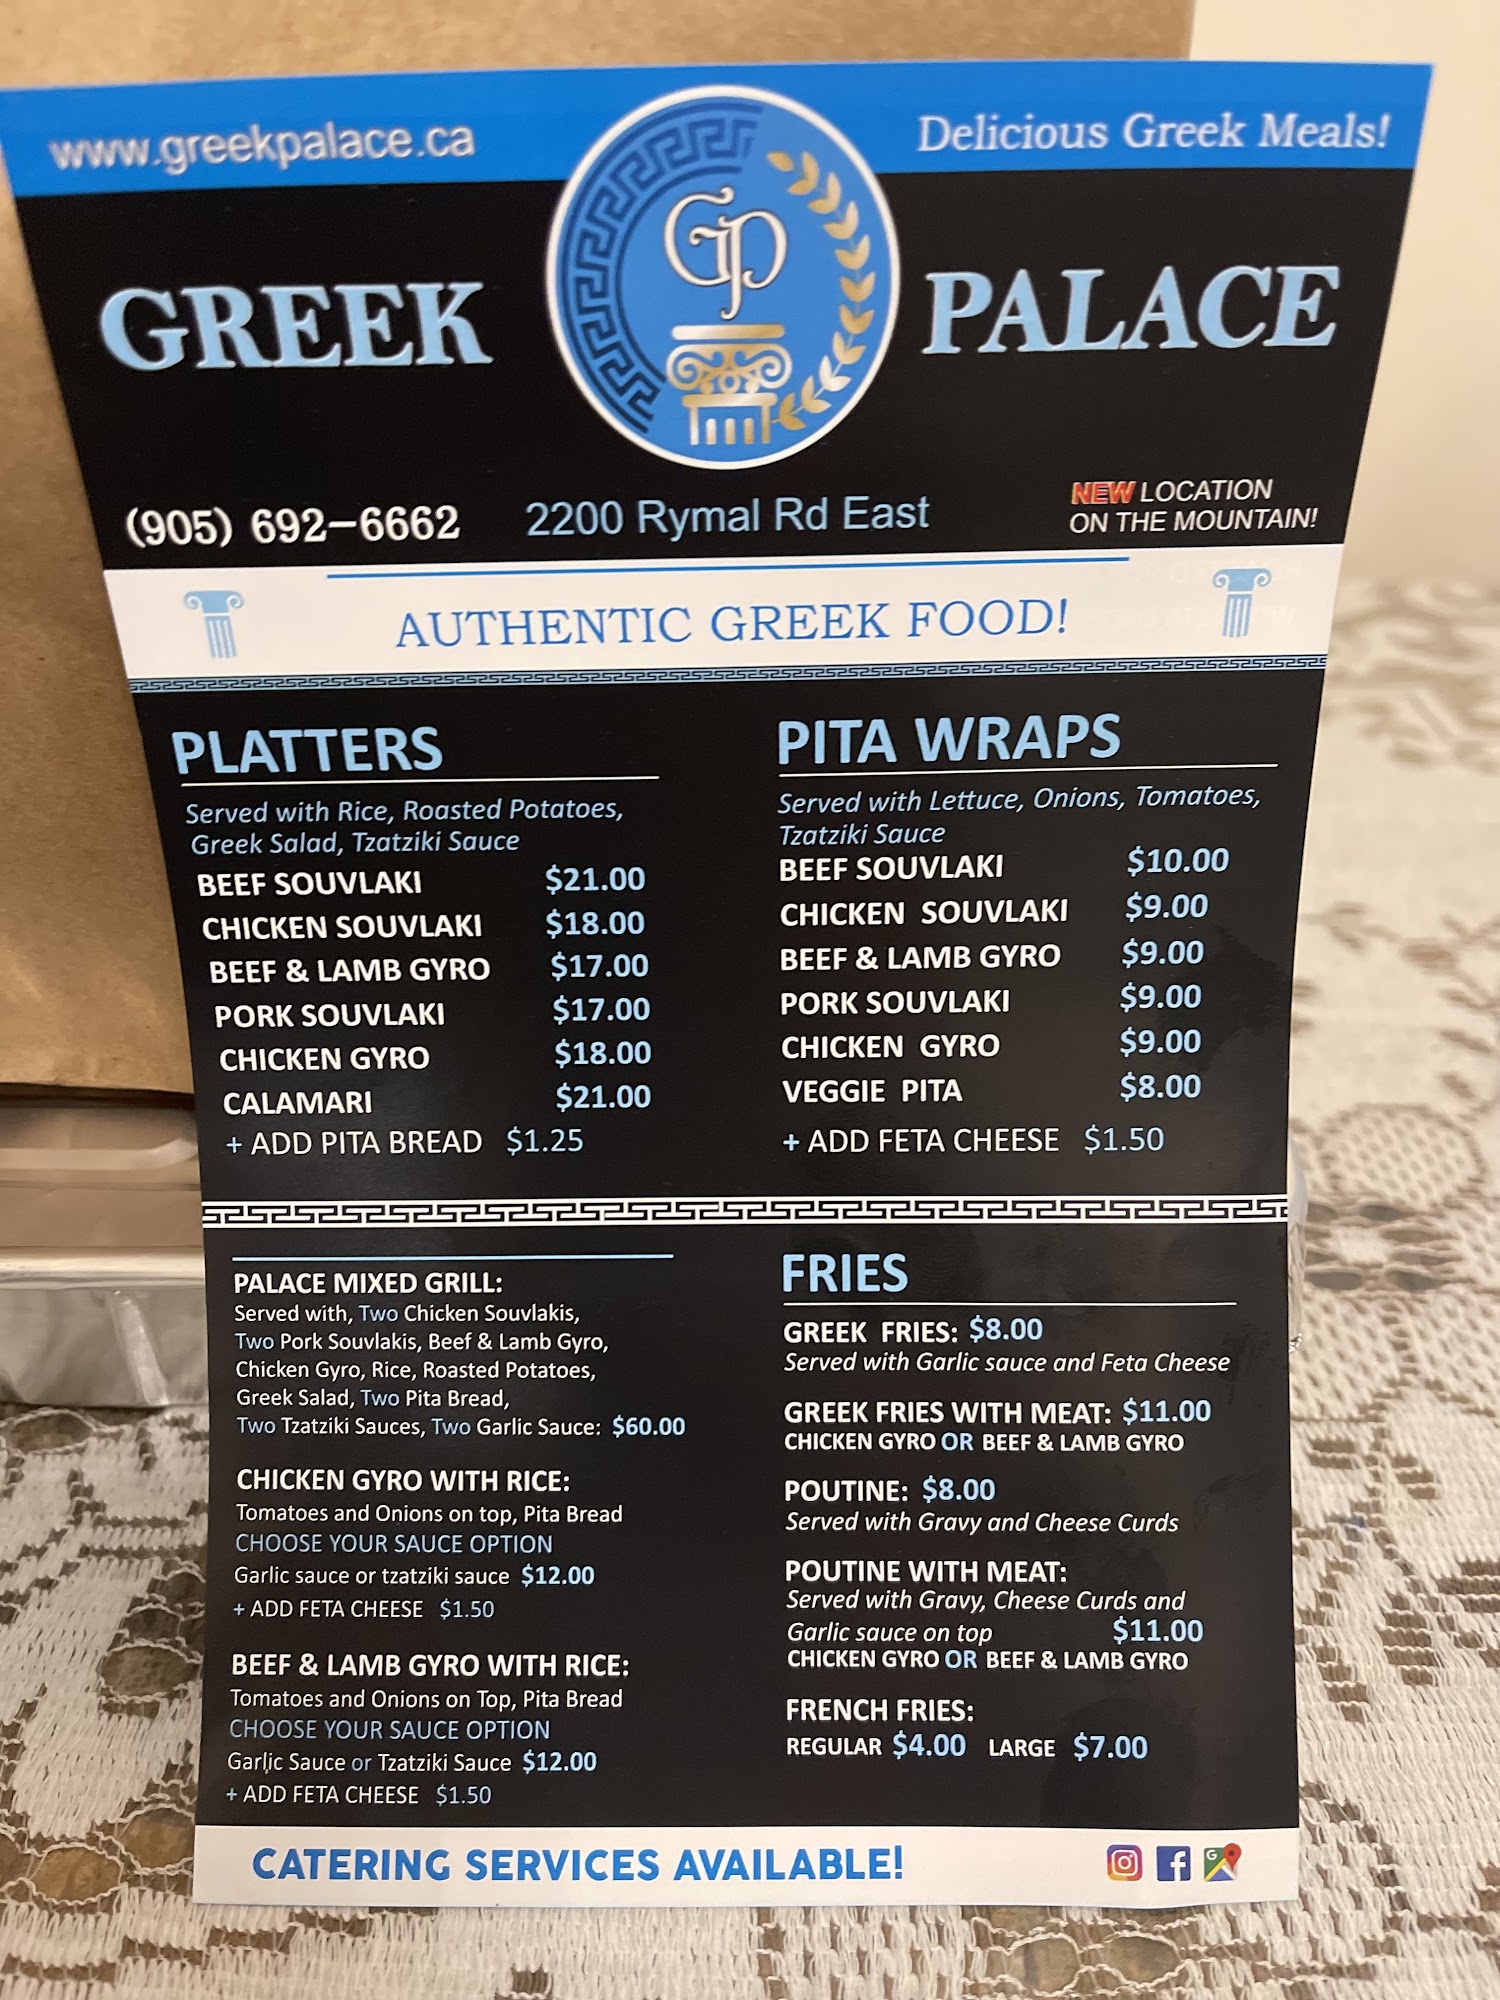 www.greekpalace.ca
Delicious Greek Meals!
GP
GREEK PALACE
(905) 692-6662
2200 Rymal Rd East
NEW LOCATION
ON THE MOUNTAIN!
AUTHENTIC GREEK FOOD!
PLATTERS
Served with Rice, Roasted Potatoes,
Greek Salad, Tzatziki Sauce
BEEF SOUVLAKI $21.00
CHICKEN SOUVLAKI $18.00
BEEF & LAMB GYRO $17.00
PORK SOUVLAKI $17.00
CHICKEN GYRO $18.00
CALAMARI $21.00
+ ADD PITA BREAD $1.25
PITA WRAPS
Served with Lettuce, Onions, Tomatoes,
Tzatziki Sauce
BEEF SOUVLAKI $10.00
CHICKEN SOUVLAKI $9.00
BEEF & LAMB GYRO $9.00
PORK SOUVLAKI $9.00
CHICKEN GYRO $9.00
VEGGIE PITA $8.00
+ ADD FETA CHEESE $1.50
PALACE MIXED GRILL:
Served with, Two Chicken Souvlakis,
Two Pork Souvlakis, Beef & Lamb Gyro,
Chicken Gyro, Rice, Roasted Potatoes,
Greek Salad, Two Pita Bread,
Two Tzatziki Sauces, Two Garlic Sauce: $60.00
CHICKEN GYRO WITH RICE:
Tomatoes and Onions on top, Pita Bread
CHOOSE YOUR SAUCE OPTION
Garlic sauce or tzatziki sauce $12.00
+ ADD FETA CHEESE $1.50
BEEF & LAMB GYRO WITH RICE:
Tomatoes and Onions on Top, Pita Bread
CHOOSE YOUR SAUCE OPTION
Garlic Sauce or Tzatziki Sauce $12.00
+ ADD FETA CHEESE $1.50
FRIES
GREEK FRIES: $8.00
Served with Garlic sauce and Feta Cheese
GREEK FRIES WITH MEAT: $11.00
CHICKEN GYRO OR BEEF & LAMB GYRO
POUTINE: $8.00
Served with Gravy and Cheese Curds
POUTINE WITH MEAT:
Served with Gravy, Cheese Curds and
Garlic sauce on top $11.00
CHICKEN GYRO OR BEEF & LAMB GYRO
FRENCH FRIES:
REGULAR $4.00 LARGE $7.00
CATERING SERVICES AVAILABLE!